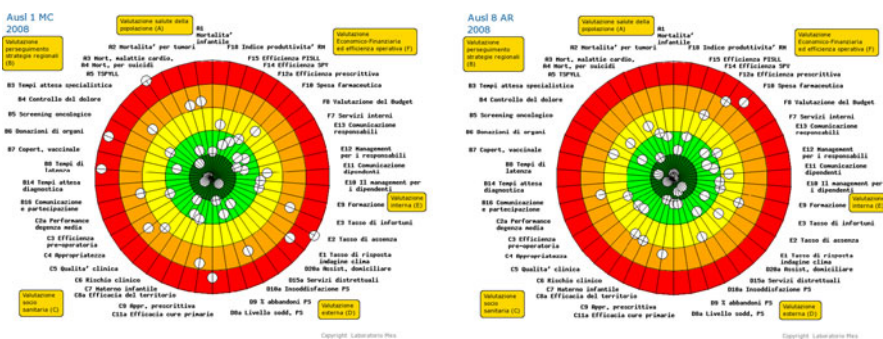 Ausl 1 MC
2008
Valutazione salute della
popolazione (A)
Valutazione
perseguimento
strategie regionali
(B)
Valutazione
Economico-Finanziaria
ed efficienza operativa (F)
A1
Mortalita'
infantile
A2 Mortalita' per tumori
A3 Mort, malattie cardio,
A4 Mort, per suicidi
A5 TSPYLL
B3 Tempi attesa specialistica
B4 Controllo del dolore
B5 Screening oncologico
B6 Donazioni di organi
B7 Copert, vaccinale
B8 Tempi di
latenza
B14 Tempi attesa
diagnostica
B16 Comunicazione
e partecipazione
C2a Performance
degenza media
C3 Efficienza
pre-operatoria
C4 Appropriatezza
C5 Qualita' clinica
C6 Rischio clinico
C7 Materno infantile
C8a Efficacia del territorio
C9 Appr, prescrittiva
C11a Efficacia cure primarie
F18 Indice produttivita' RH
F15 Efficienza PISLL
F14 Efficienza SPV
F12a Efficienza prescrittiva
F10 Spesa farmaceutica
F8 Valutazione del Budget
F7 Servizi interni
E13 Comunicazione
responsabili
E12 Management
per i responsabili
E11 Comunicazione
dipendenti
E10 Il management per
i dipendenti
E9 Formazione
Valutazione
interna (E)
E3 Tasso di infortuni
E2 Tasso di assenza
E1 Tasso di risposta
indagine clima
D20a Assist, domiciliare
D15a Servizi distrettuali
D10a Insoddisfazione PS
D9 % abbandoni PS
D8a Livello sodd, PS
Valutazione
socio
sanitaria (C)
Valutazione
esterna (D)
Copyright Laboratorio Mes
Ausl 8 AR
2008
Valutazione salute della
popolazione (A)
Valutazione
perseguimento
strategie regionali
(B)
Valutazione
Economico-Finanziaria
ed efficienza operativa (F)
A1
Mortalita'
infantile
A2 Mortalita' per tumori
A3 Mort, malattie cardio,
A4 Mort, per suicidi
A5 TSPYLL
B3 Tempi attesa specialistica
B4 Controllo del dolore
B5 Screening oncologico
B6 Donazioni di organi
B7 Copert, vaccinale
B8 Tempi di
latenza
B14 Tempi attesa
diagnostica
B16 Comunicazione
e partecipazione
C2a Performance
degenza media
C3 Efficienza
pre-operatoria
C4 Appropriatezza
C5 Qualita' clinica
C6 Rischio clinico
C7 Materno infantile
C8a Efficacia del territorio
C9 Appr, prescrittiva
C11a Efficacia cure primarie
F18 Indice produttivita' RH
F15 Efficienza PISLL
F14 Efficienza SPV
F12a Efficienza prescrittiva
F10 Spesa farmaceutica
F8 Valutazione del Budget
F7 Servizi interni
E13 Comunicazione
responsabili
E12 Management
per i responsabili
E11 Comunicazione
dipendenti
E10 Il management per
i dipendenti
E9 Formazione
Valutazione
interna (E)
E3 Tasso di infortuni
E2 Tasso di assenza
E1 Tasso di risposta
indagine clima
D20a Assist, domiciliare
D15a Servizi distrettuali
D10a Insoddisfazione PS
D9 % abbandoni PS
D8a Livello sodd, PS
Valutazione
socio
sanitaria (C)
Valutazione
esterna (D)
Copyright Laboratorio Mes